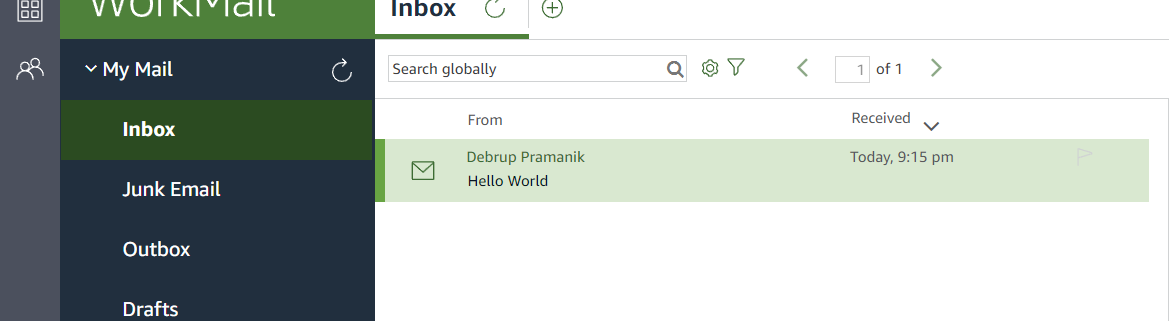 WorkMail
Inbox
My Mail
Search globally
1 of 1
From
Received
Inbox
Debrup Pramanik
Today, 9:15 pm
Hello World
Junk Email
Outbox
Drafts